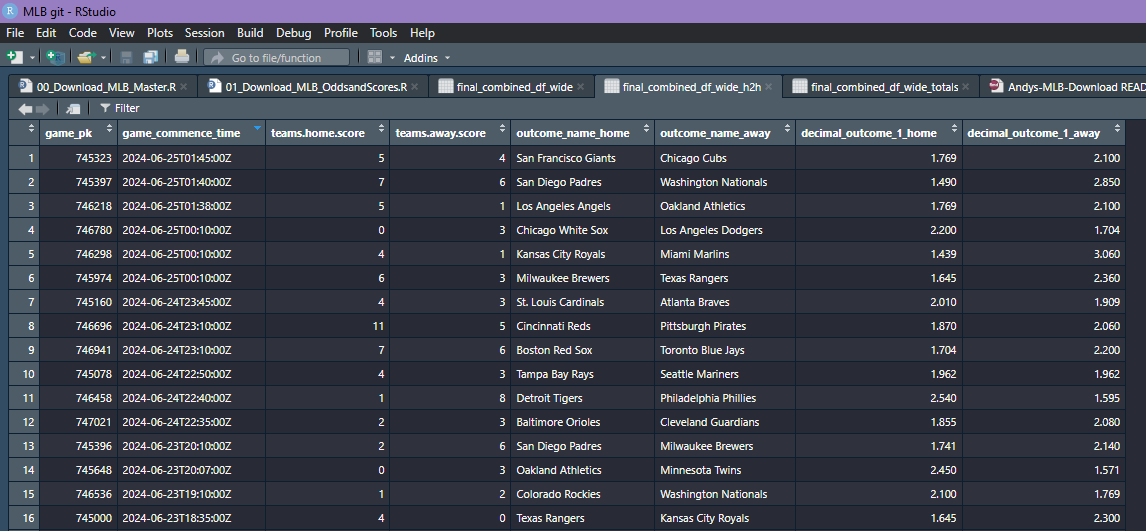 MLB git - RStudio
File Edit Code View Plots Session Build Debug Profile Tools Help
Go to file/function Addins
00_Download_MLB_Master.R 01_Download_MLB_OddsandScores.R final_combined_df_wide final_combined_df_wide_h2h final_combined_df_wide_totals Andys-MLB-Download READ
Filter
game_pk game_commence_time teams.home.score teams.away.score outcome_name_home outcome_name_away decimal_outcome_1_home decimal_outcome_1_away
1 745323 2024-06-25T01:45:00Z 5 4 San Francisco Giants Chicago Cubs 1.769 2.100
2 745397 2024-06-25T01:40:00Z 7 6 San Diego Padres Washington Nationals 1.490 2.850
3 746218 2024-06-25T01:38:00Z 5 1 Los Angeles Angels Oakland Athletics 1.769 2.100
4 746780 2024-06-25T00:10:00Z 0 3 Chicago White Sox Los Angeles Dodgers 2.200 1.704
5 746298 2024-06-25T00:10:00Z 4 1 Kansas City Royals Miami Marlins 1.439 3.060
6 745974 2024-06-25T00:10:00Z 6 3 Milwaukee Brewers Texas Rangers 1.645 2.360
7 745160 2024-06-24T23:45:00Z 4 3 St. Louis Cardinals Atlanta Braves 2.010 1.909
8 746696 2024-06-24T23:10:00Z 11 5 Cincinnati Reds Pittsburgh Pirates 1.870 2.060
9 746941 2024-06-24T23:10:00Z 7 6 Boston Red Sox Toronto Blue Jays 1.704 2.200
10 745078 2024-06-24T22:50:00Z 4 3 Tampa Bay Rays Seattle Mariners 1.962 1.962
11 746458 2024-06-24T22:40:00Z 1 8 Detroit Tigers Philadelphia Phillies 2.540 1.595
12 747021 2024-06-24T22:35:00Z 2 3 Baltimore Orioles Cleveland Guardians 1.855 2.080
13 745396 2024-06-23T20:10:00Z 2 6 San Diego Padres Milwaukee Brewers 1.741 2.140
14 745648 2024-06-23T20:07:00Z 0 3 Oakland Athletics Minnesota Twins 2.450 1.571
15 746536 2024-06-23T19:10:00Z 1 2 Colorado Rockies Washington Nationals 2.100 1.769
16 745000 2024-06-23T18:35:00Z 4 0 Texas Rangers Kansas City Royals 1.645 2.300